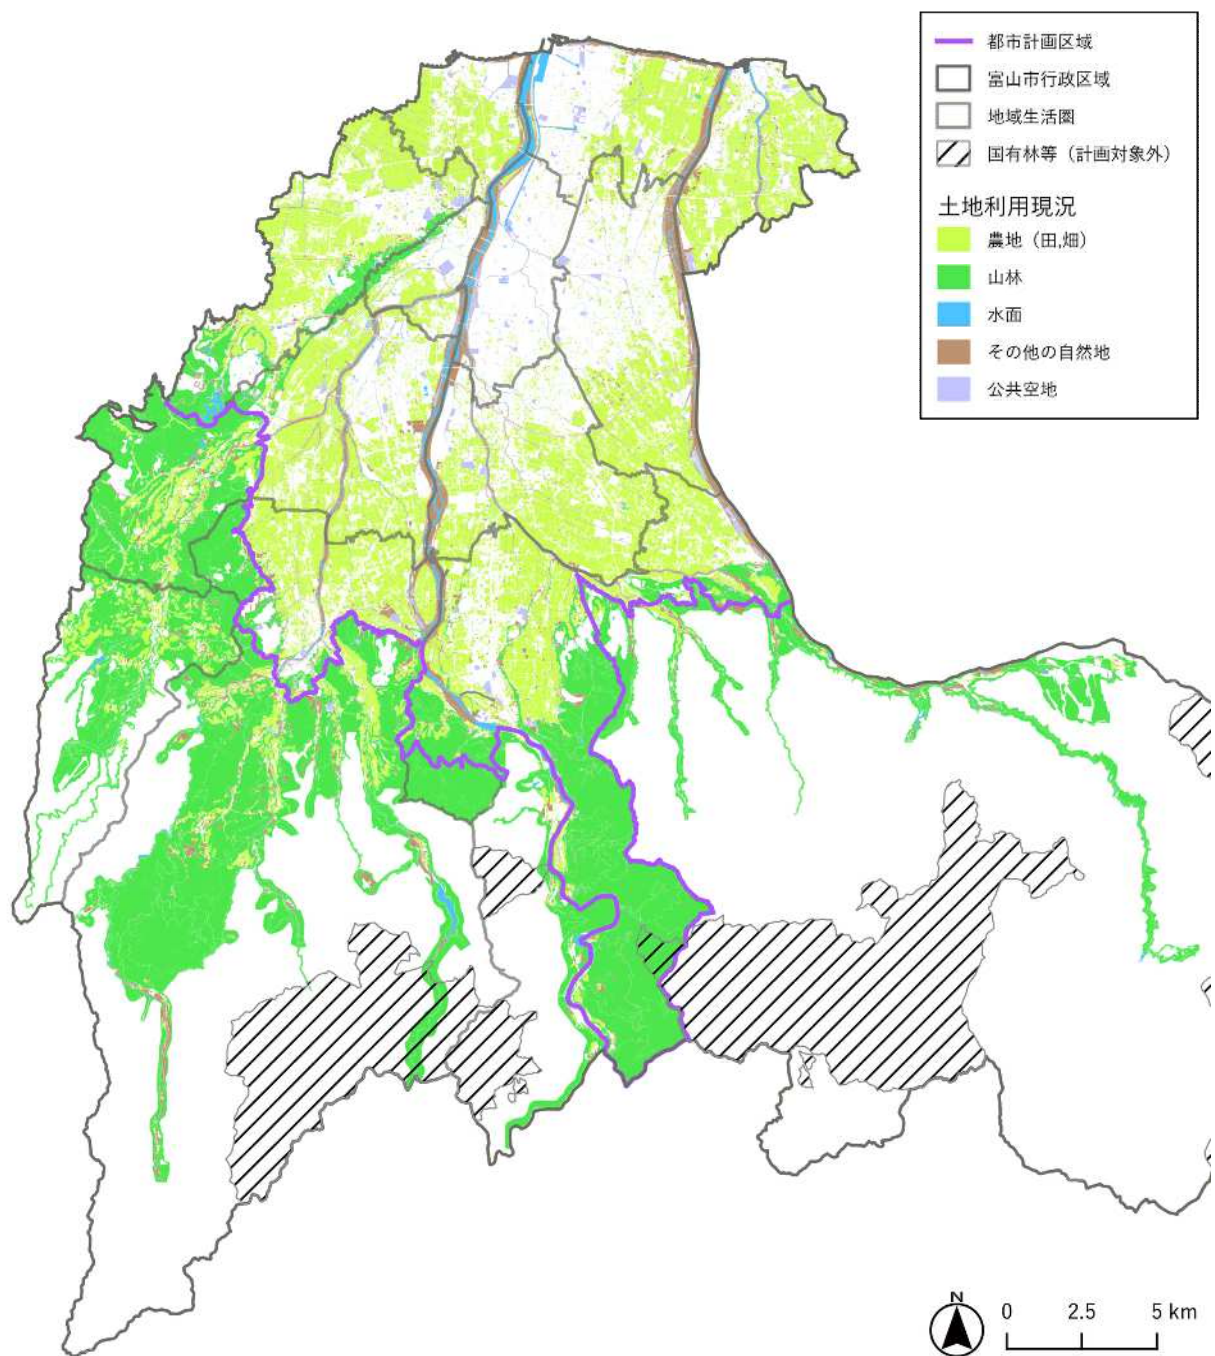 都市計画区域
富山市行政区域
地域生活圏
国有林等（計画対象外）
土地利用現況
農地（田,畑）
山林
水面
その他の自然地
公共空地
N
0 2.5 5 km